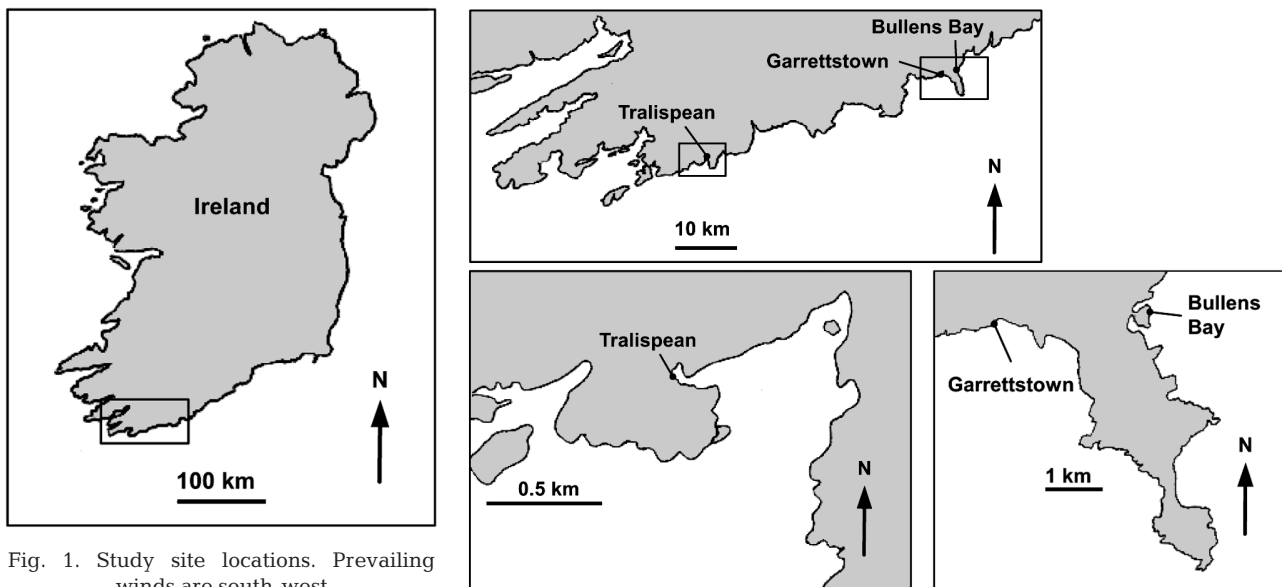 Ireland
N
100 km
Fig. 1. Study site locations. Prevailing
winds are south-west
Bullens Bay
Garrettstown
Tralispean
N
10 km
Tralispean
N
0.5 km
Bullens
Bay
Garrettstown
N
1 km